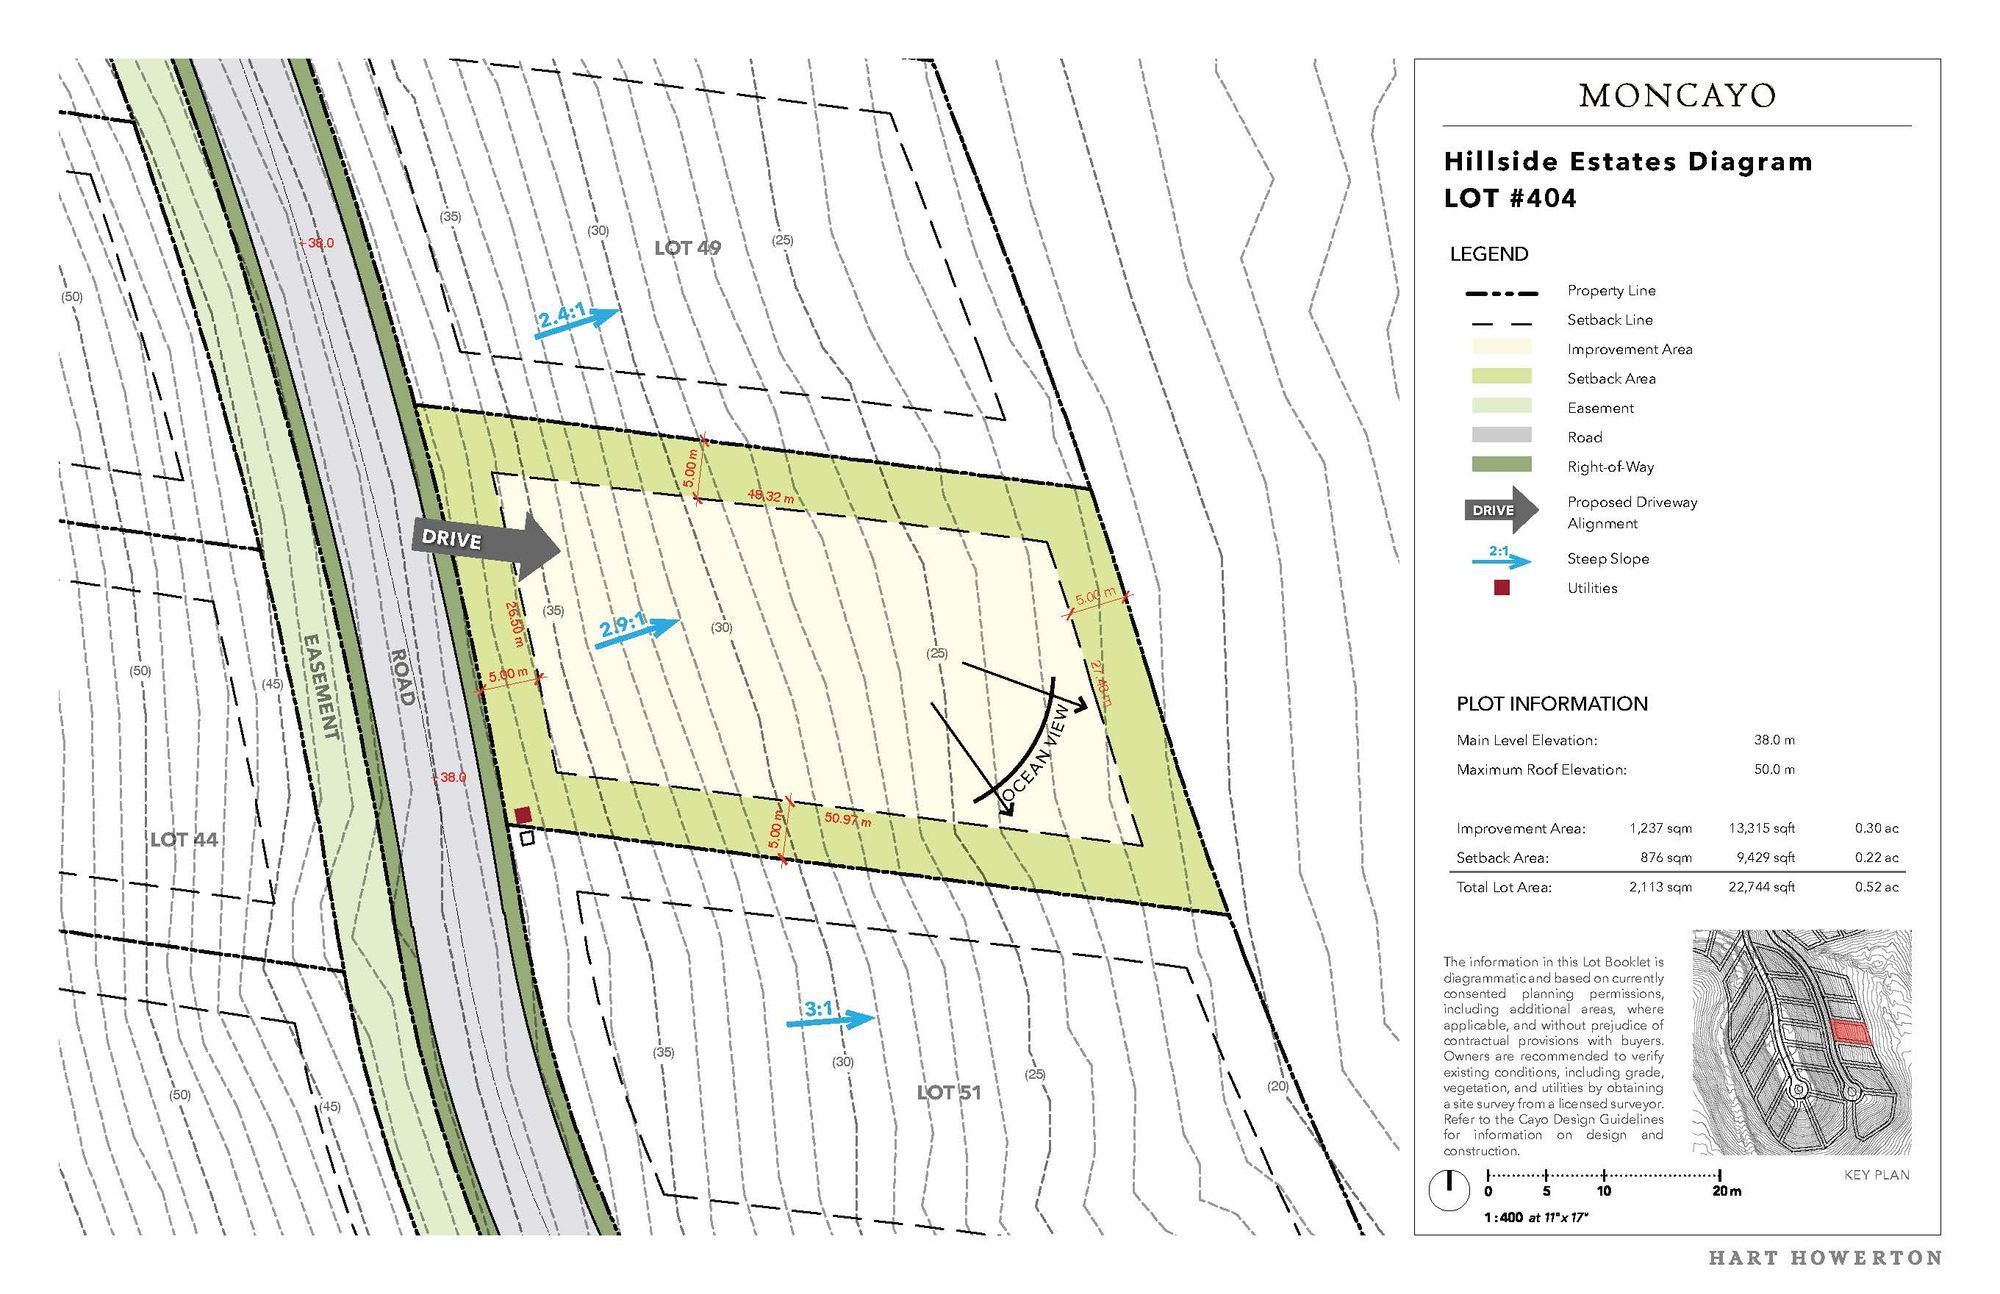 MONCAYO
Hillside Estates Diagram
LOT #404
LEGEND
Property Line
Setback Line
Improvement Area
Setback Area
Easement
Road
Right-of-Way
DRIVE
Proposed Driveway
Alignment
2:1
Steep Slope
Utilities
PLOT INFORMATION
Main Level Elevation: 38.0 m
Maximum Roof Elevation: 50.0 m
Improvement Area: 1,237 sqm 13,315 sqft 0.30 ac
Setback Area: 876 sqm 9,429 sqft 0.22 ac
Total Lot Area: 2,113 sqm 22,744 sqft 0.52 ac
The information in this Lot Booklet is
diagrammatic and based on currently
consented planning permissions,
including additional areas, where
applicable, and without prejudice of
contractual provisions with buyers.
Owners are recommended to verify
existing conditions, including grade,
vegetation, and utilities by obtaining
a site survey from a licensed surveyor.
Refer to the Cayo Design Guidelines
for information on design and
construction.
KEY PLAN
0 5 10 20m
1:400 at 11"x 17"
HART HOWERTON
(35)
(30)
(25)
LOT 49
+38.0
(50)
2.4:1
5.00 m
48.32 m
DRIVE
(35)
26.50 m
2.9:1
(30)
(25)
5.00 m
5.00 m
27.43 m
OCEAN VIEW
EASEMENT
ROAD
(50)
(45)
+38.0
LOT 44
5.00 m
50.97 m
3:1
(35)
(30)
(25)
(20)
LOT 51
(50)
(45)